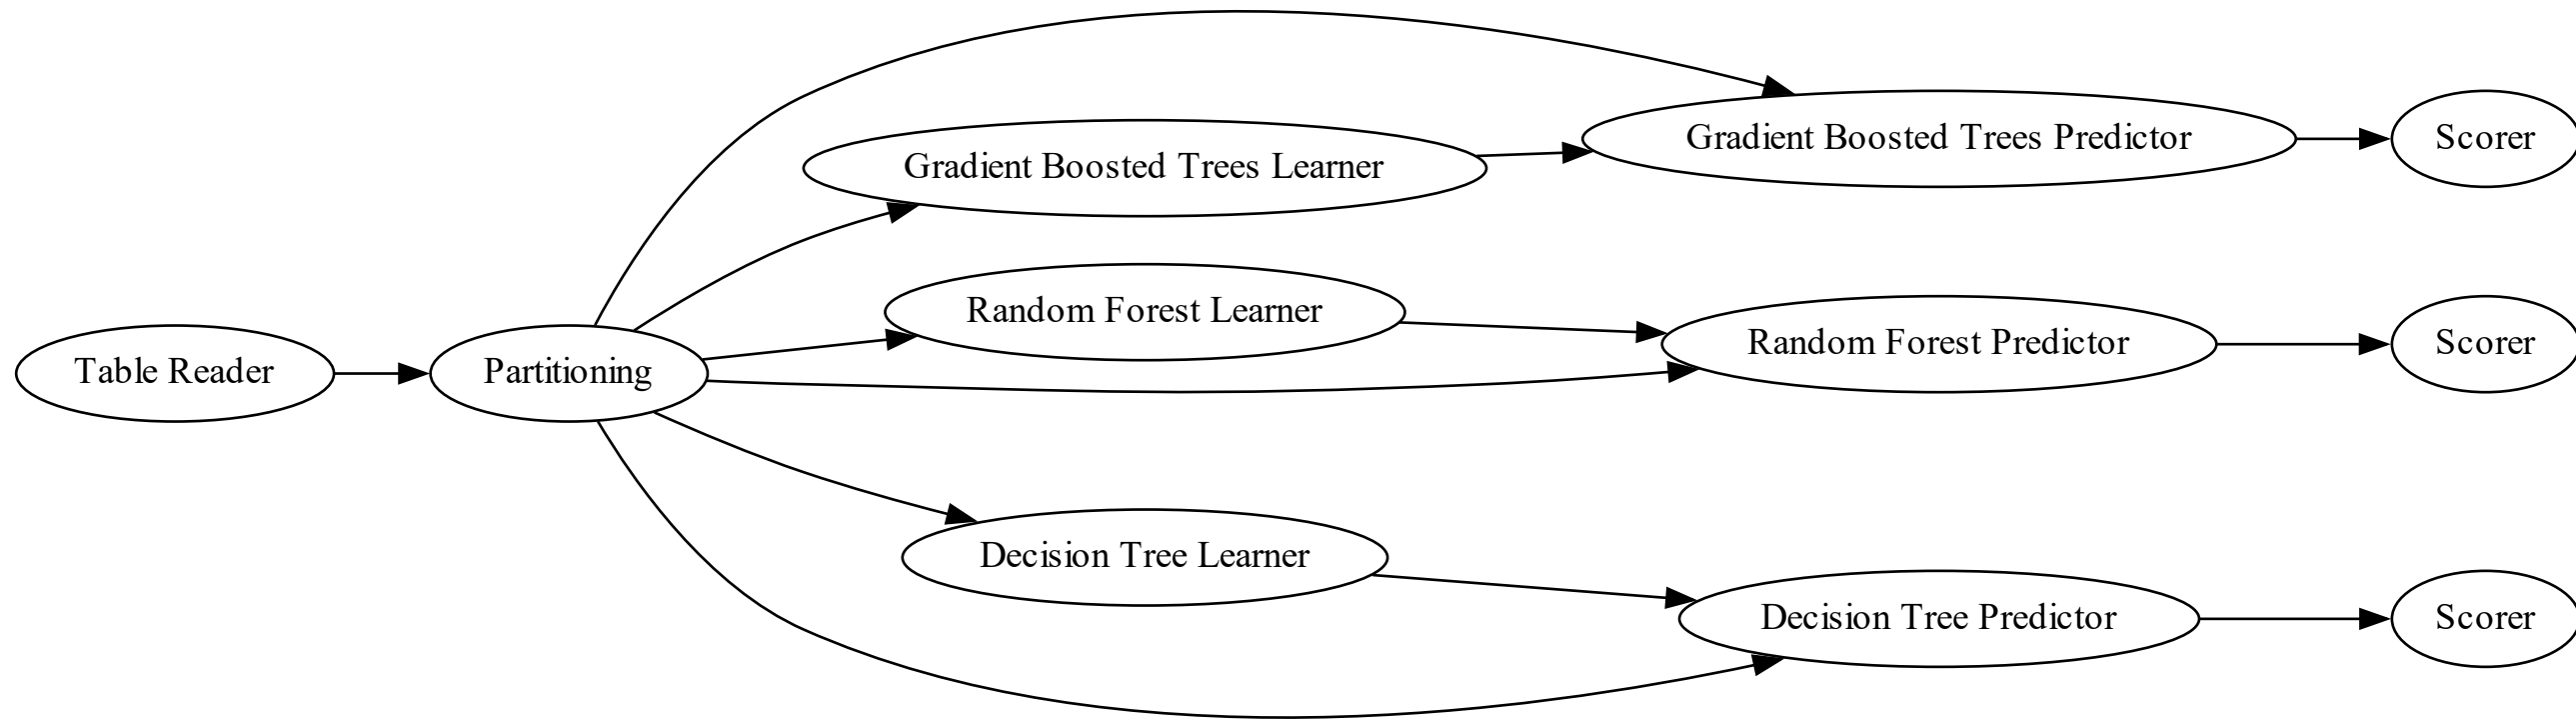 Table Reader
Partitioning
Gradient Boosted Trees Learner
Gradient Boosted Trees Predictor
Scorer
Random Forest Learner
Random Forest Predictor
Scorer
Decision Tree Learner
Decision Tree Predictor
Scorer